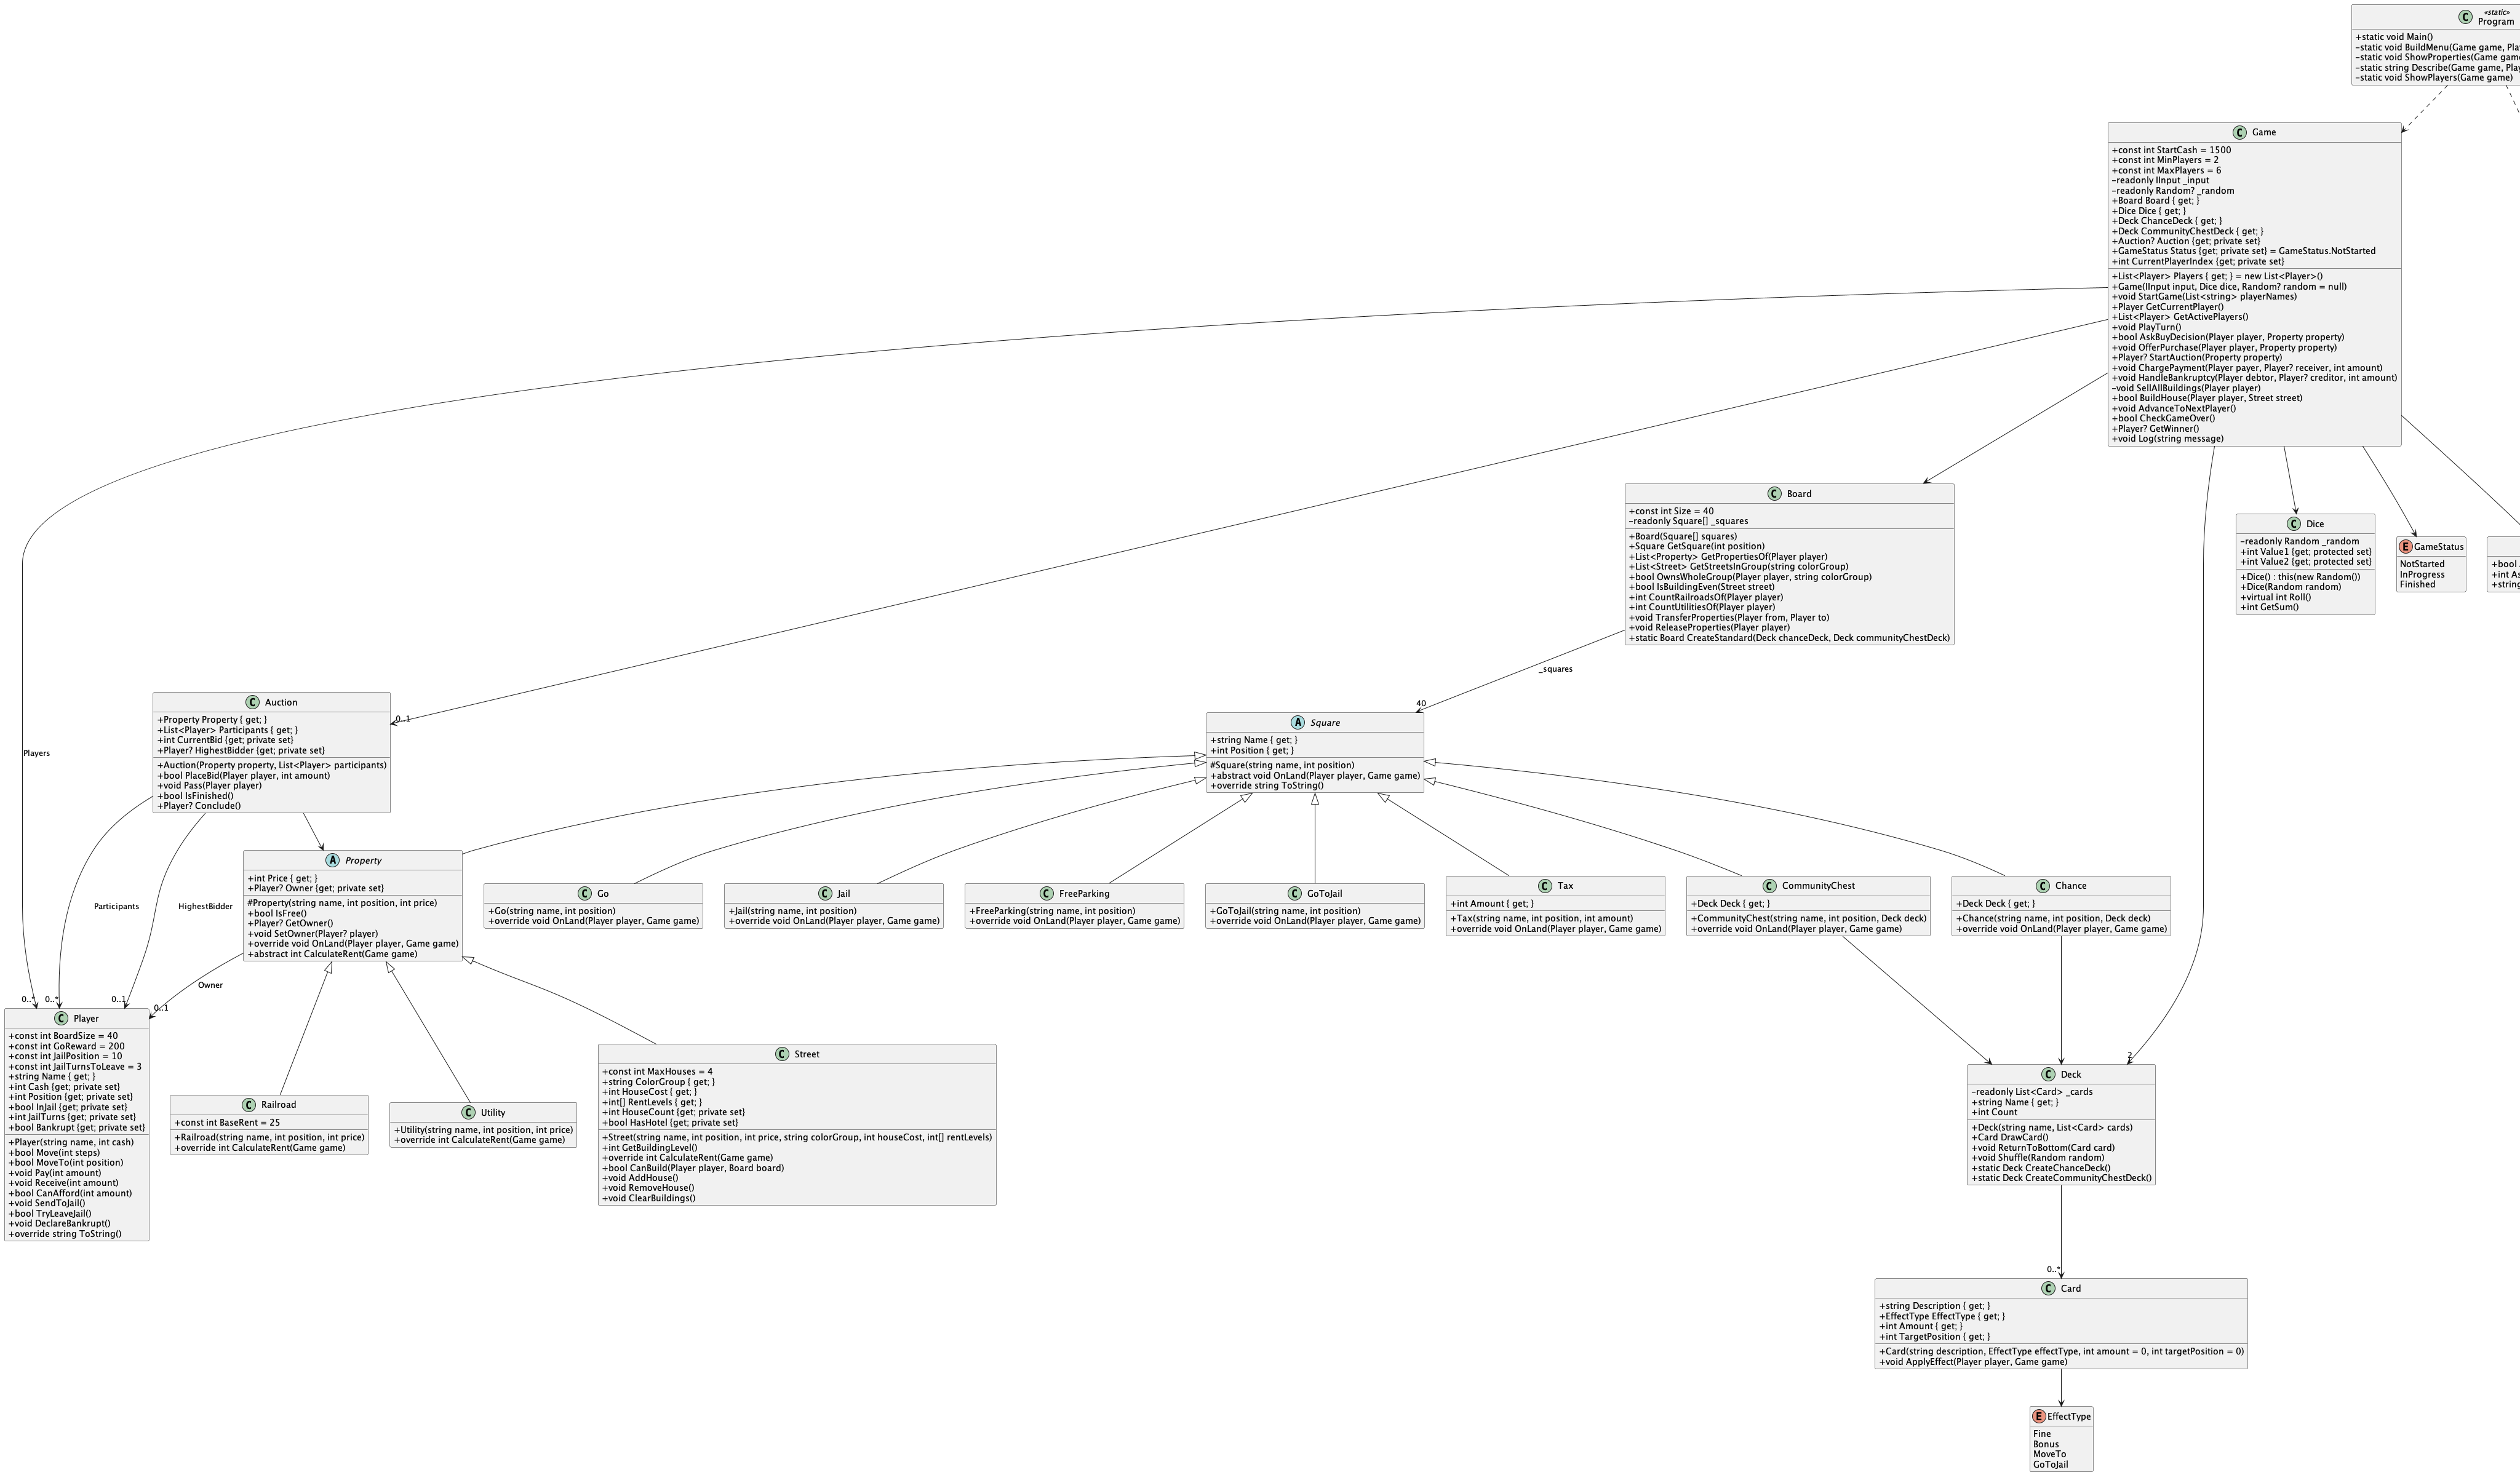 «static»
Program
+static void Main()
-static void BuildMenu(Game game, Pla
-static void ShowProperties(Game gam
-static string Describe(Game game, Play
-static void ShowPlayers(Game game)
Game
+const int StartCash = 1500
+const int MinPlayers = 2
+const int MaxPlayers = 6
-readonly IInput _input
-readonly Random? _random
+Board Board { get; }
+Dice Dice { get; }
+Deck ChanceDeck { get; }
+Deck CommunityChestDeck { get; }
+Auction? Auction {get; private set}
+GameStatus Status {get; private set} = GameStatus.NotStarted
+int CurrentPlayerIndex {get; private set}
+List<Player> Players { get; } = new List<Player>()
+Game(IInput input, Dice dice, Random? random = null)
+void StartGame(List<string> playerNames)
+Player GetCurrentPlayer()
+List<Player> GetActivePlayers()
+void PlayTurn()
+bool AskBuyDecision(Player player, Property property)
+void OfferPurchase(Player player, Property property)
+Player? StartAuction(Property property)
+void ChargePayment(Player payer, Player? receiver, int amount)
+void HandleBankruptcy(Player debtor, Player? creditor, int amount)
-void SellAllBuildings(Player player)
+bool BuildHouse(Player player, Street street)
+void AdvanceToNextPlayer()
+bool CheckGameOver()
+Player? GetWinner()
+void Log(string message)
Board
+const int Size = 40
-readonly Square[] _squares
+Board(Square[] squares)
+Square GetSquare(int position)
+List<Property> GetPropertiesOf(Player player)
+List<Street> GetStreetsInGroup(string colorGroup)
+bool OwnsWholeGroup(Player player, string colorGroup)
+bool IsBuildingEven(Street street)
+int CountRailroadsOf(Player player)
+int CountUtilitiesOf(Player player)
+void TransferProperties(Player from, Player to)
+void ReleaseProperties(Player player)
+static Board CreateStandard(Deck chanceDeck, Deck communityChestDeck)
Dice
-readonly Random _random
+int Value1 {get; protected set}
+int Value2 {get; protected set}
+Dice() : this(new Random())
+Dice(Random random)
+virtual int Roll()
+int GetSum()
GameStatus
NotStarted
InProgress
Finished
+bool
+int As
+string
_squares
40
Auction
+Property Property { get; }
+List<Player> Participants { get; }
+int CurrentBid {get; private set}
+Player? HighestBidder {get; private set}
+Auction(Property property, List<Player> participants)
+bool PlaceBid(Player player, int amount)
+void Pass(Player player)
+bool IsFinished()
+Player? Conclude()
0..1
Players
Square
+string Name { get; }
+int Position { get; }
#Square(string name, int position)
+abstract void OnLand(Player player, Game game)
+override string ToString()
Participants
HighestBidder
Property
+int Price { get; }
+Player? Owner {get; private set}
#Property(string name, int position, int price)
+bool IsFree()
+Player? GetOwner()
+void SetOwner(Player? player)
+override void OnLand(Player player, Game game)
+abstract int CalculateRent(Game game)
Go
+Go(string name, int position)
+override void OnLand(Player player, Game game)
Jail
+Jail(string name, int position)
+override void OnLand(Player player, Game game)
FreeParking
+FreeParking(string name, int position)
+override void OnLand(Player player, Game game)
GoToJail
+GoToJail(string name, int position)
+override void OnLand(Player player, Game game)
Tax
+int Amount { get; }
+Tax(string name, int position, int amount)
+override void OnLand(Player player, Game game)
CommunityChest
+Deck Deck { get; }
+CommunityChest(string name, int position, Deck deck)
+override void OnLand(Player player, Game game)
Chance
+Deck Deck { get; }
+Chance(string name, int position, Deck deck)
+override void OnLand(Player player, Game game)
Owner
0..*
0..*
0..1
0..1
Player
+const int BoardSize = 40
+const int GoReward = 200
+const int JailPosition = 10
+const int JailTurnsToLeave = 3
+string Name { get; }
+int Cash {get; private set}
+int Position {get; private set}
+bool InJail {get; private set}
+int JailTurns {get; private set}
+bool Bankrupt {get; private set}
+Player(string name, int cash)
+bool Move(int steps)
+bool MoveTo(int position)
+void Pay(int amount)
+void Receive(int amount)
+bool CanAfford(int amount)
+void SendToJail()
+bool TryLeaveJail()
+void DeclareBankrupt()
+override string ToString()
Railroad
+const int BaseRent = 25
+Railroad(string name, int position, int price)
+override int CalculateRent(Game game)
Utility
+Utility(string name, int position, int price)
+override int CalculateRent(Game game)
Street
+const int MaxHouses = 4
+string ColorGroup { get; }
+int HouseCost { get; }
+int[] RentLevels { get; }
+int HouseCount {get; private set}
+bool HasHotel {get; private set}
+Street(string name, int position, int price, string colorGroup, int houseCost, int[] rentLevels)
+int GetBuildingLevel()
+override int CalculateRent(Game game)
+bool CanBuild(Player player, Board board)
+void AddHouse()
+void RemoveHouse()
+void ClearBuildings()
2
Deck
-readonly List<Card> _cards
+string Name { get; }
+int Count
+Deck(string name, List<Card> cards)
+Card DrawCard()
+void ReturnToBottom(Card card)
+void Shuffle(Random random)
+static Deck CreateChanceDeck()
+static Deck CreateCommunityChestDeck()
0..*
Card
+string Description { get; }
+EffectType EffectType { get; }
+int Amount { get; }
+int TargetPosition { get; }
+Card(string description, EffectType effectType, int amount = 0, int targetPosition = 0)
+void ApplyEffect(Player player, Game game)
EffectType
Fine
Bonus
MoveTo
GoToJail